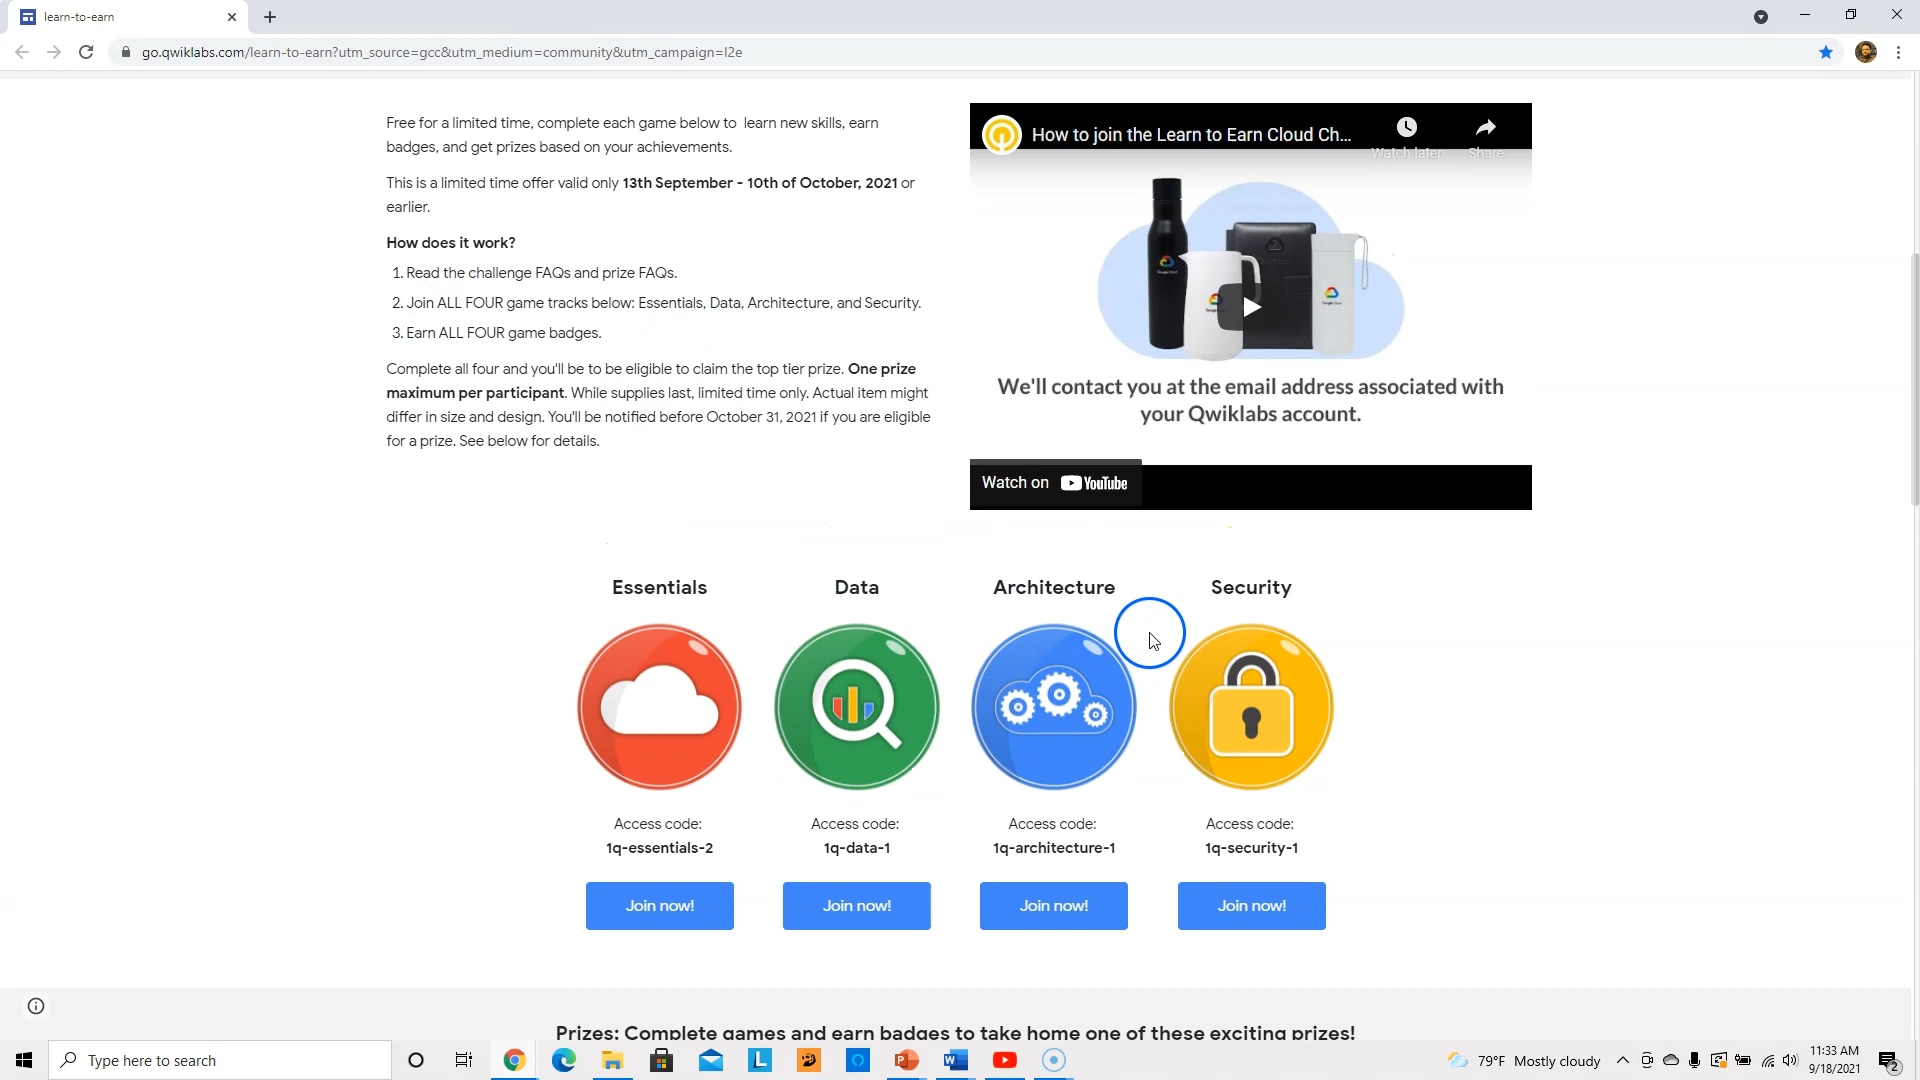 learn-to-earn
go.qwiklabs.com/learn-to-earn?utm_source=gcc&utm_medium=community&utm_campaign=l2e
Free for a limited time, complete each game below to learn new skills, earn
badges, and get prizes based on your achievements.
This is a limited time offer valid only 13th September - 10th of October, 2021 or
earlier.
How does it work?
1. Read the challenge FAQs and prize FAQs.
2. Join ALL FOUR game tracks below: Essentials, Data, Architecture, and Security.
3. Earn ALL FOUR game badges.
Complete all four and you'll be to be eligible to claim the top tier prize. One prize
maximum per participant. While supplies last, limited time only. Actual item might
differ in size and design. You'll be notified before October 31, 2021 if you are eligible
for a prize. See below for details.
How to join the Learn to Earn Cloud Ch...
Watch later
Share
We'll contact you at the email address associated with
your Qwiklabs account.
Watch on YouTube
Essentials
Data
Architecture
Security
Access code:
1q-essentials-2
Access code:
1q-data-1
Access code:
1q-architecture-1
Access code:
1q-security-1
Join now!
Join now!
Join now!
Join now!
Prizes: Complete games and earn badges to take home one of these exciting prizes!
Type here to search
79°F Mostly cloudy
11:33 AM
9/18/2021
2